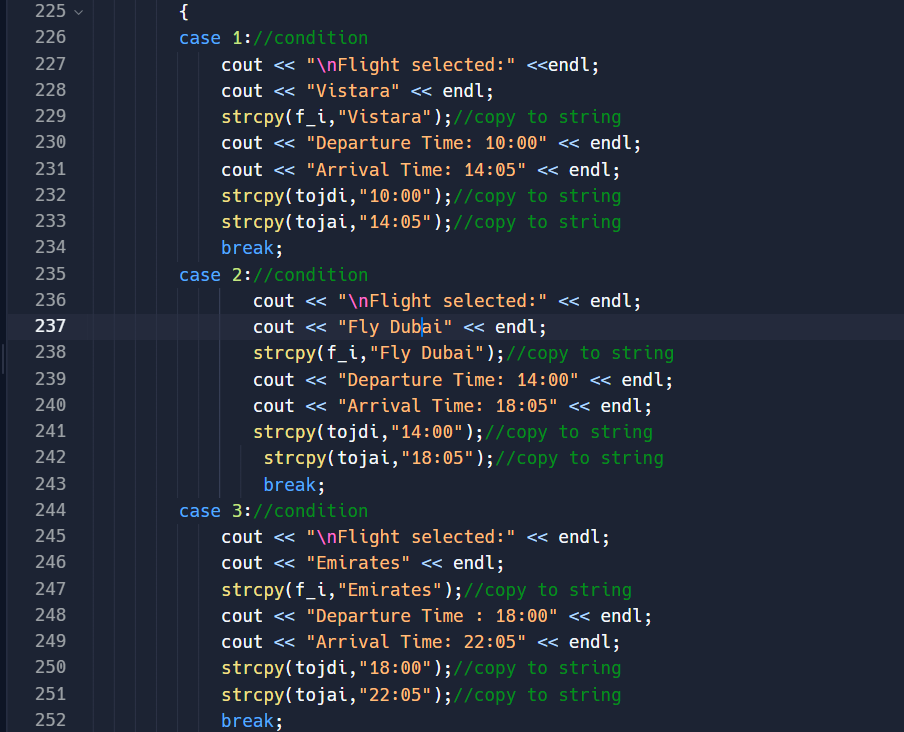 225 {
226 case 1://condition
227 cout << "\nFlight selected:" <<endl;
228 cout << "Vistara" << endl;
229 strcpy(f_i,"Vistara");//copy to string
230 cout << "Departure Time: 10:00" << endl;
231 cout << "Arrival Time: 14:05" << endl;
232 strcpy(tojdi,"10:00");//copy to string
233 strcpy(tojai,"14:05");//copy to string
234 break;
235 case 2://condition
236 cout << "\nFlight selected:" << endl;
237 cout << "Fly Dubai" << endl;
238 strcpy(f_i,"Fly Dubai");//copy to string
239 cout << "Departure Time: 14:00" << endl;
240 cout << "Arrival Time: 18:05" << endl;
241 strcpy(tojdi,"14:00");//copy to string
242 strcpy(tojai,"18:05");//copy to string
243 break;
244 case 3://condition
245 cout << "\nFlight selected:" << endl;
246 cout << "Emirates" << endl;
247 strcpy(f_i,"Emirates");//copy to string
248 cout << "Departure Time : 18:00" << endl;
249 cout << "Arrival Time: 22:05" << endl;
250 strcpy(tojdi,"18:00");//copy to string
251 strcpy(tojai,"22:05");//copy to string
252 break;